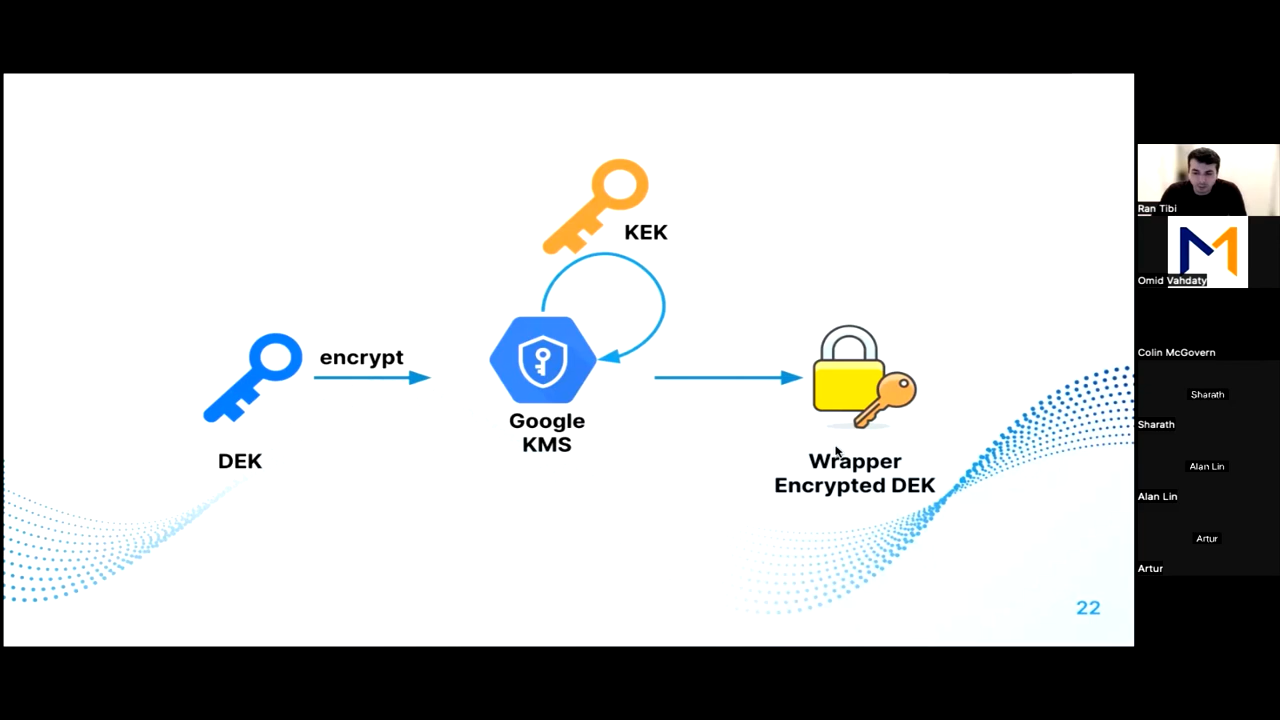 KEK
encrypt
Google
KMS
DEK
Wrapper
Encrypted DEK
22
Ran Tibi
Omid Vahdaty
Colin McGovern
Sharath
Sharath
Alan Lin
Alan Lin
Artur
Artur